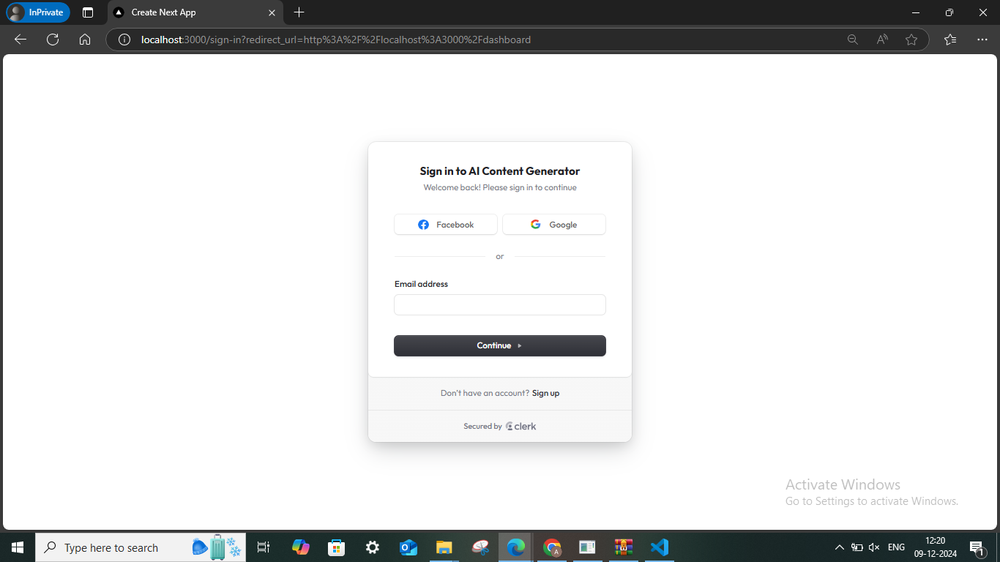 InPrivate
Create Next App
localhost:3000/sign-in?redirect_url=http%3A%2F%2Flocalhost%3A3000%2Fdashboard
Sign in to AI Content Generator
Welcome back! Please sign in to continue
Facebook
Google
or
Email address
Continue
Don't have an account? Sign up
Secured by clerk
Activate Windows
Go to Settings to activate Windows.
Type here to search
ENG
12:20
09-12-2024
1